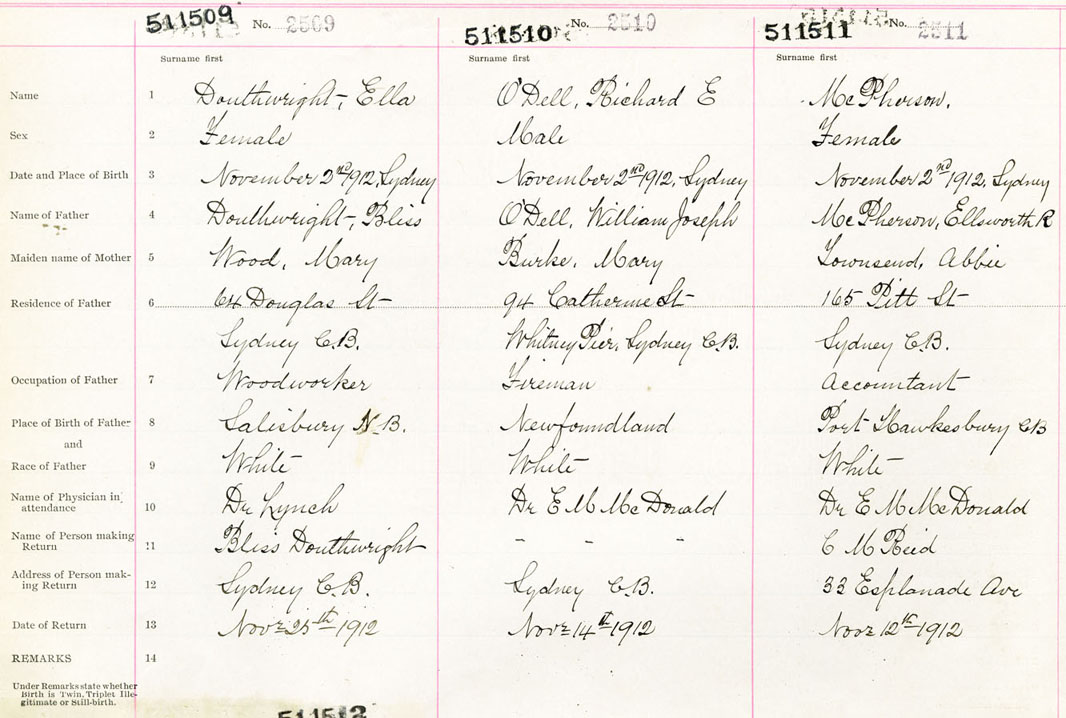 511509 No. 2509 511510 No. 2510 511511 No. 2511
Surname first Surname first Surname first
Name 1 Douthwright, Ella O'Dell, Richard E McPherson,
Sex 2 Female Male Female
Date and Place of Birth 3 November 2nd 1912, Sydney November 2nd 1912, Sydney November 2nd 1912, Sydney
Name of Father 4 Douthwright, Bliss O'Dell, William Joseph McPherson, Ellsworth R
Maiden name of Mother 5 Wood, Mary Burke, Mary Townsend, Abbie
Residence of Father 6 64 Douglas St 94 Catherine St 165 Pitt St
Sydney C.B. Whitney Pier, Sydney C.B. Sydney C.B.
Occupation of Father 7 Woodworker Fireman Accountant
Place of Birth of Father 8 Salisbury N.B. Newfoundland Port Hawkesbury CB
and
Race of Father 9 White White White
Name of Physician in attendance 10 Dr Lynch Dr E M McDonald Dr E M McDonald
Name of Person making Return 11 Bliss Douthwright - - - C M Reid
Address of Person making Return 12 Sydney C.B. Sydney C.B. 33 Esplanade Ave
Date of Return 13 Novr 25th 1912 Novr 14th 1912 Novr 12th 1912
REMARKS 14
Under Remarks state whether
Birth is Twin, Triplet Ille-
gitimate or Still-birth.
511512